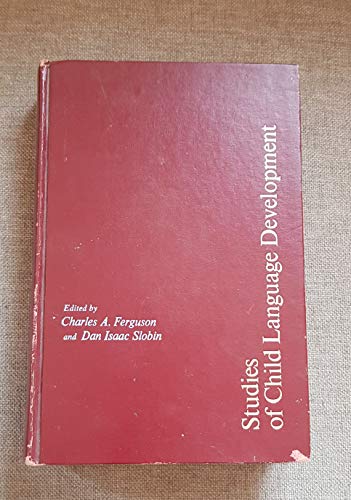 Studies
of Child Language Development
Edited by
Charles A. Ferguson
and Dan Isaac Slobin